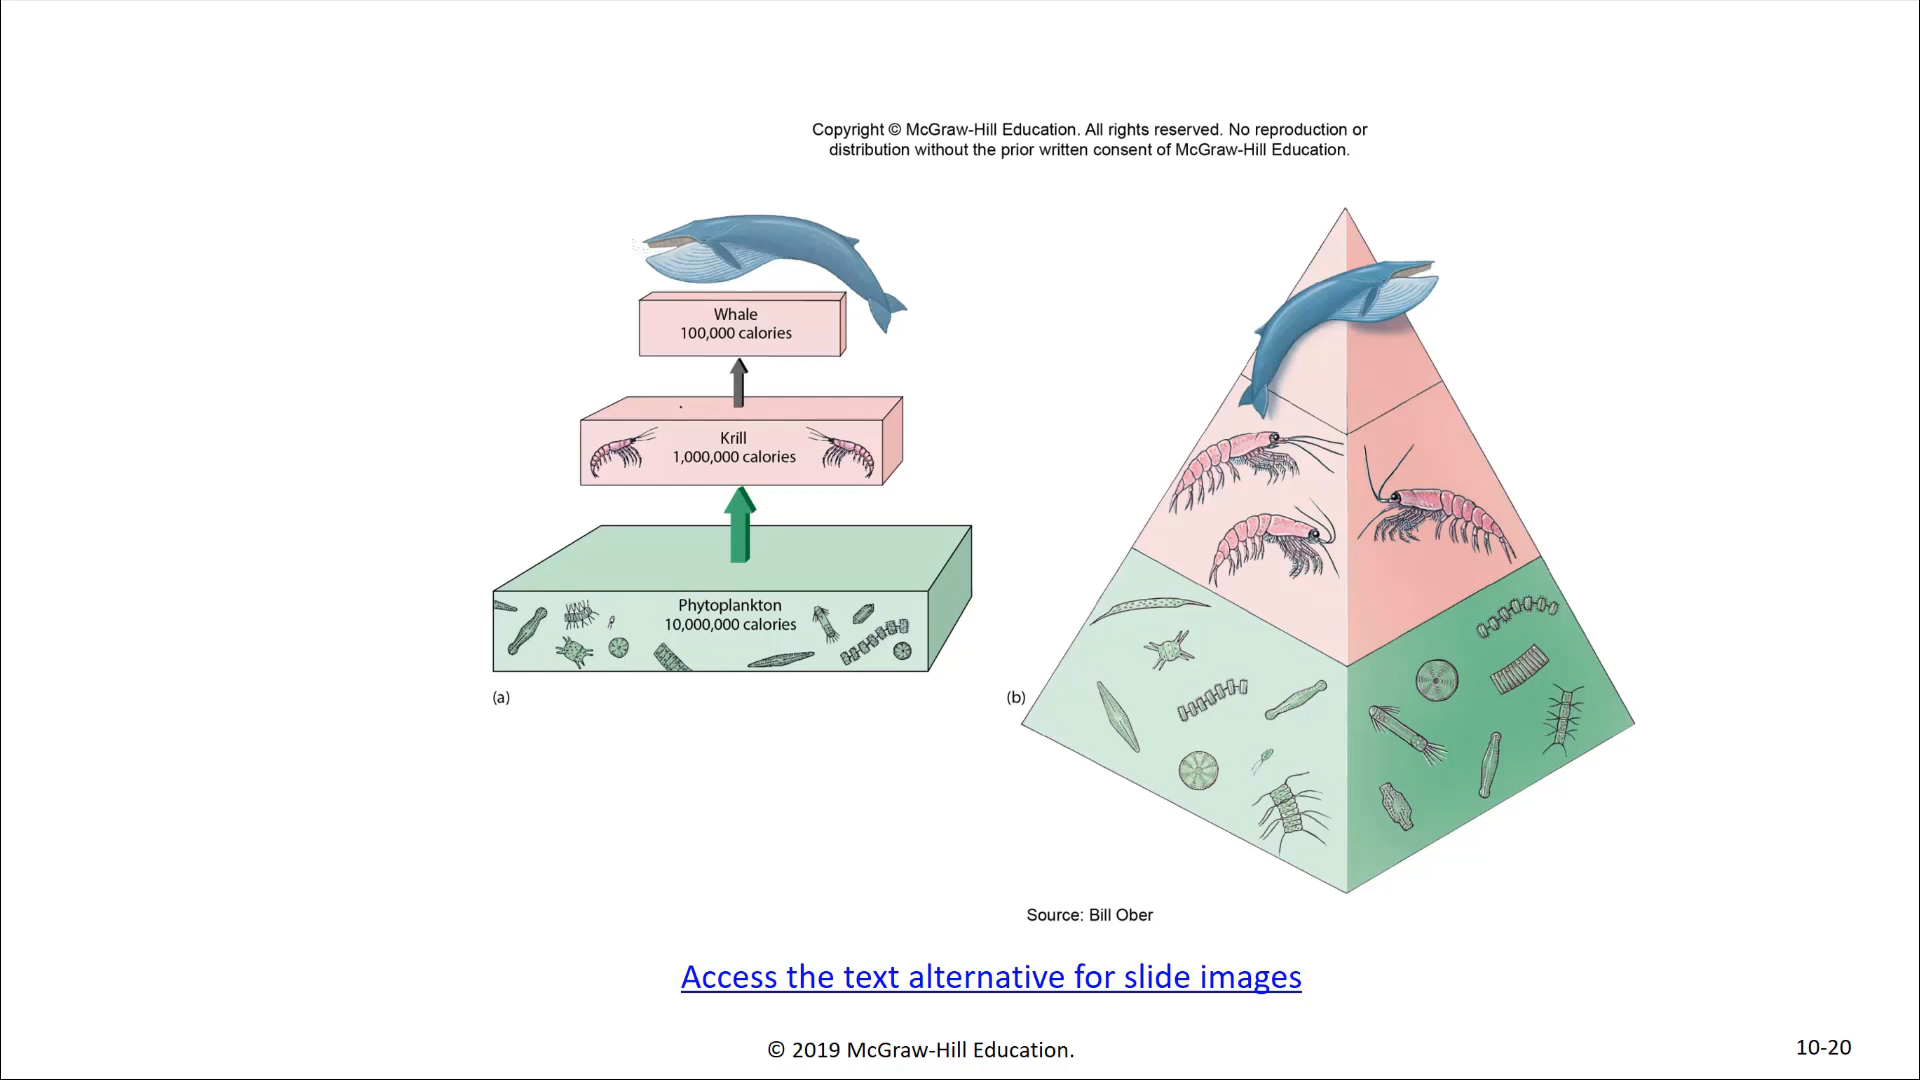 Copyright © McGraw-Hill Education. All rights reserved. No reproduction or
distribution without the prior written consent of McGraw-Hill Education.
Whale
100,000 calories
Krill
1,000,000 calories
Phytoplankton
10,000,000 calories
(a)
(b)
Source: Bill Ober
Access the text alternative for slide images
© 2019 McGraw-Hill Education.
10-20